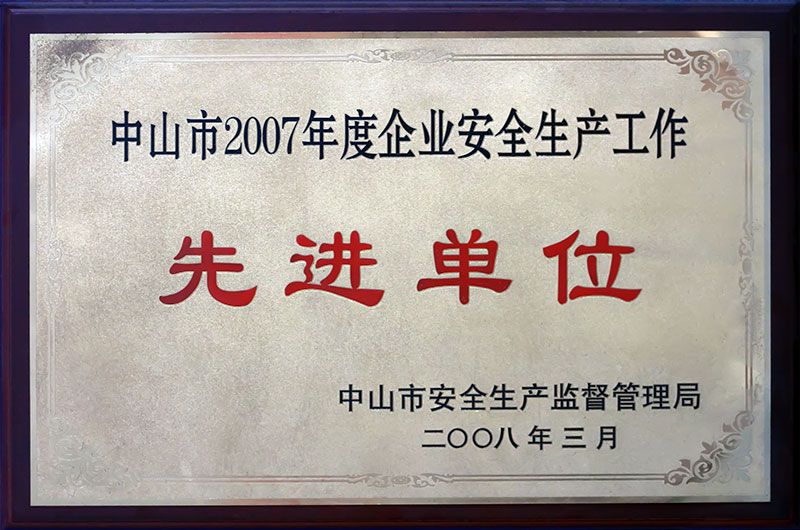 中山市2007年度企业安全生产工作
先进单位
中山市安全生产监督管理局
二〇〇八年三月